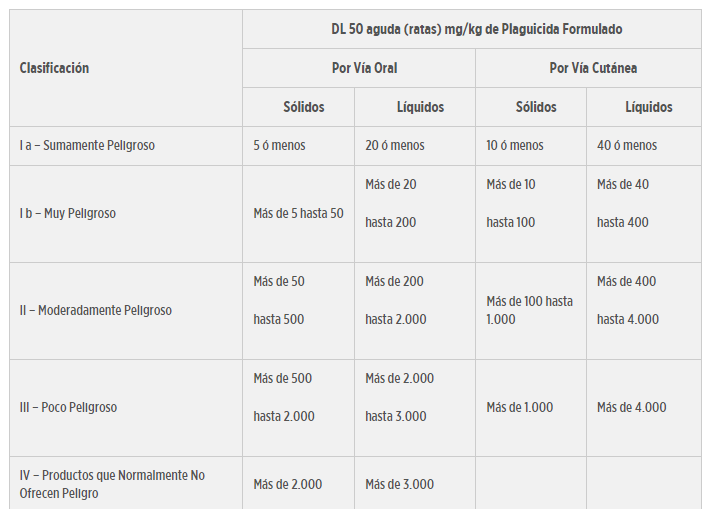 DL 50 aguda (ratas) mg/kg de Plaguicida Formulado
Clasificación
Por Vía Oral
Por Vía Cutánea
Sólidos
Líquidos
Sólidos
Líquidos
I a – Sumamente Peligroso
5 ó menos
20 ó menos
10 ó menos
40 ó menos
I b – Muy Peligroso
Más de 5 hasta 50
Más de 20
hasta 200
Más de 10
hasta 100
Más de 40
hasta 400
II – Moderadamente Peligroso
Más de 50
hasta 500
Más de 200
hasta 2.000
Más de 100 hasta
1.000
Más de 400
hasta 4.000
III – Poco Peligroso
Más de 500
hasta 2.000
Más de 2.000
hasta 3.000
Más de 1.000
Más de 4.000
IV – Productos que Normalmente No
Ofrecen Peligro
Más de 2.000
Más de 3.000